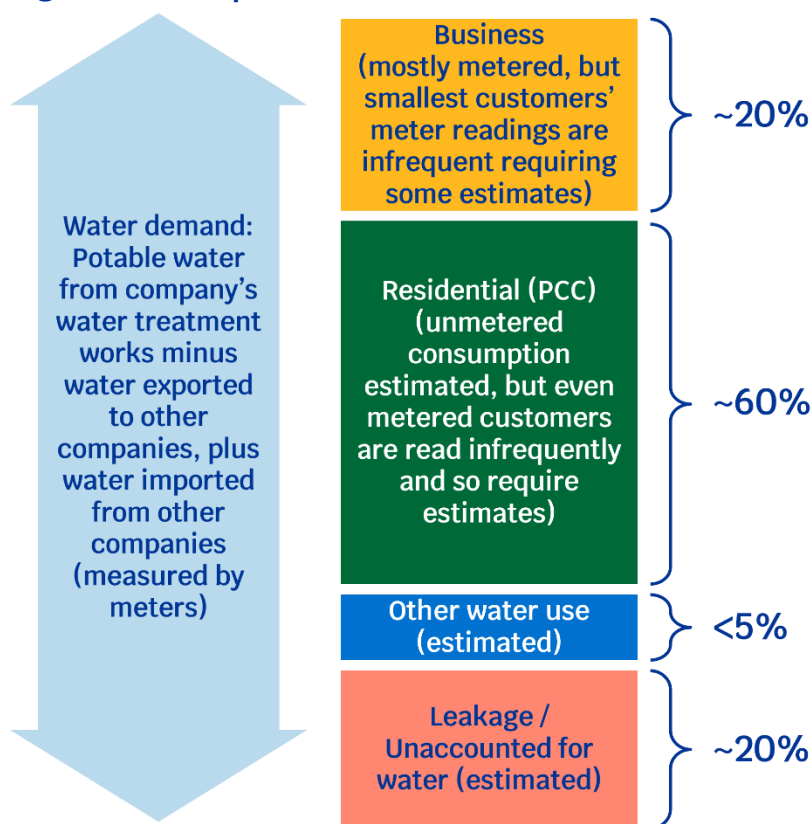 Water demand:
Potable water
from company's
water treatment
works minus
water exported
to other
companies, plus
water imported
from other
companies
(measured by
meters)
Business
(mostly metered, but
smallest customers'
meter readings are
infrequent requiring
some estimates)
~20%
Residential (PCC)
(unmetered
consumption
estimated, but even
metered customers
are read infrequently
and so require
estimates)
~60%
Other water use
(estimated)
<5%
Leakage /
Unaccounted for
water (estimated)
~20%